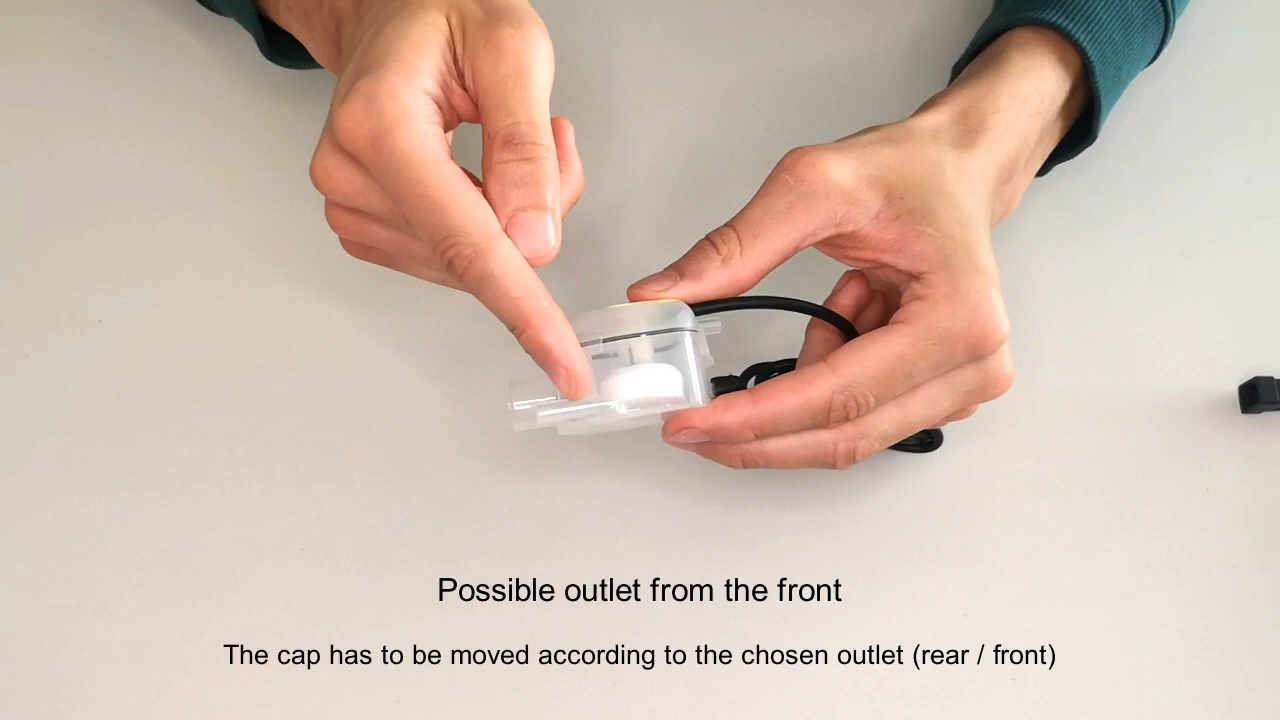 Possible outlet from the front
The cap has to be moved according to the chosen outlet (rear / front)